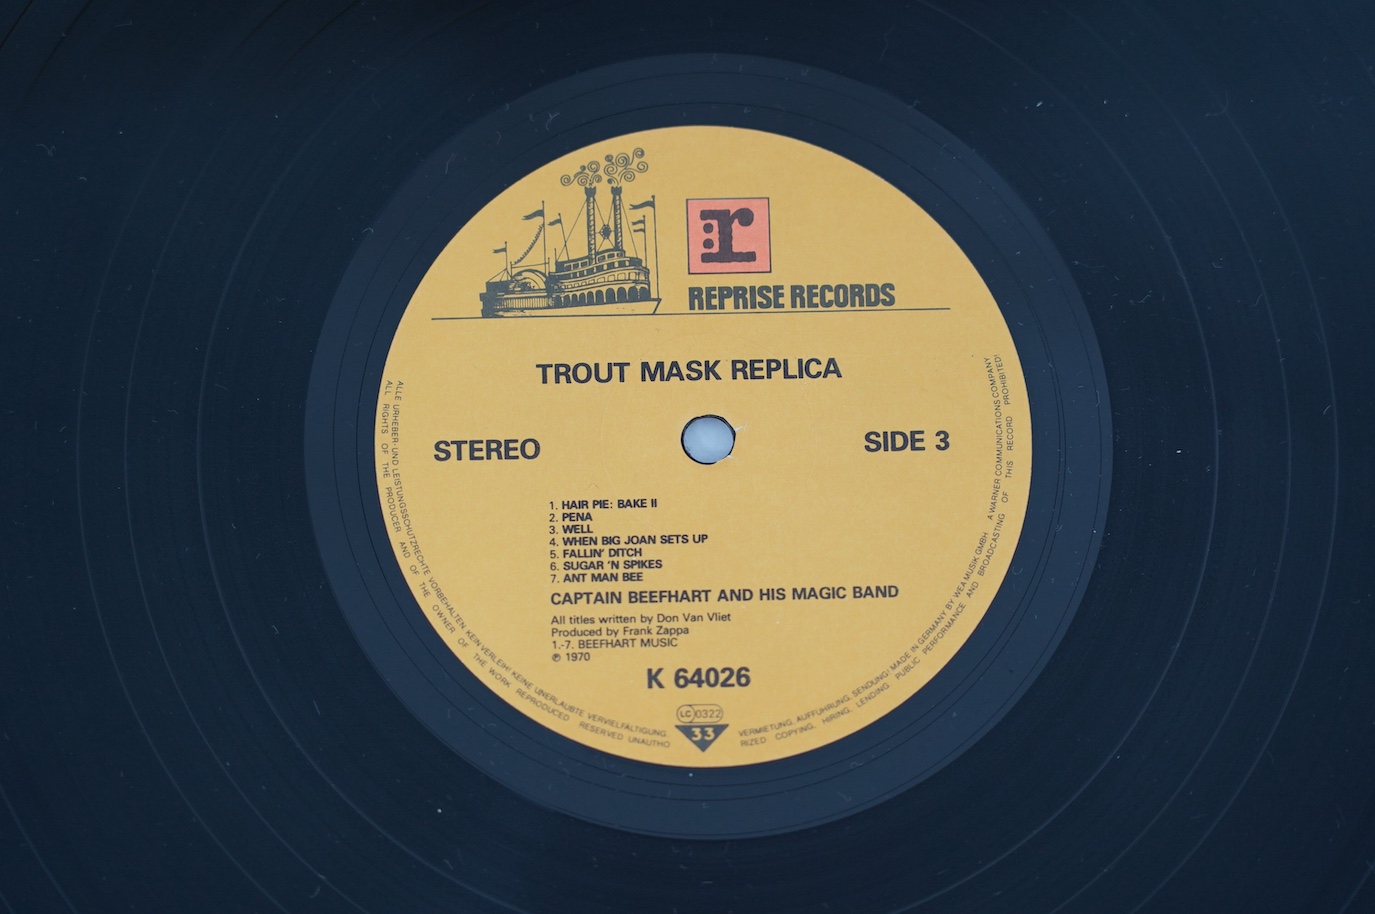 r
REPRISE RECORDS
TROUT MASK REPLICA
STEREO
SIDE 3
1. HAIR PIE: BAKE II
2. PENA
3. WELL
4. WHEN BIG JOAN SETS UP
5. FALLIN' DITCH
6. SUGAR 'N SPIKES
7. ANT MAN BEE
CAPTAIN BEEFHART AND HIS MAGIC BAND
All titles written by Don Van Vliet
Produced by Frank Zappa
1.-7. BEEFHART MUSIC
℗ 1970
K 64026
LC 0322
33
ALLE URHEBER- UND LEISTUNGSSCHUTZRECHTE VORBEHALTEN. KEIN VERLEIH! KEINE UNERLAUBTE VERVIELFÄLTIGUNG, VERMIETUNG, AUFFÜHRUNG, SENDUNG! MADE IN GERMANY BY WEA MUSIK GMBH A WARNER COMMUNICATIONS COMPANY
ALL RIGHTS OF THE PRODUCER AND OF THE OWNER OF THE WORK REPRODUCED RESERVED UNAUTHORIZED COPYING, HIRING, LENDING, PUBLIC PERFORMANCE AND BROADCASTING OF THIS RECORD PROHIBITED!